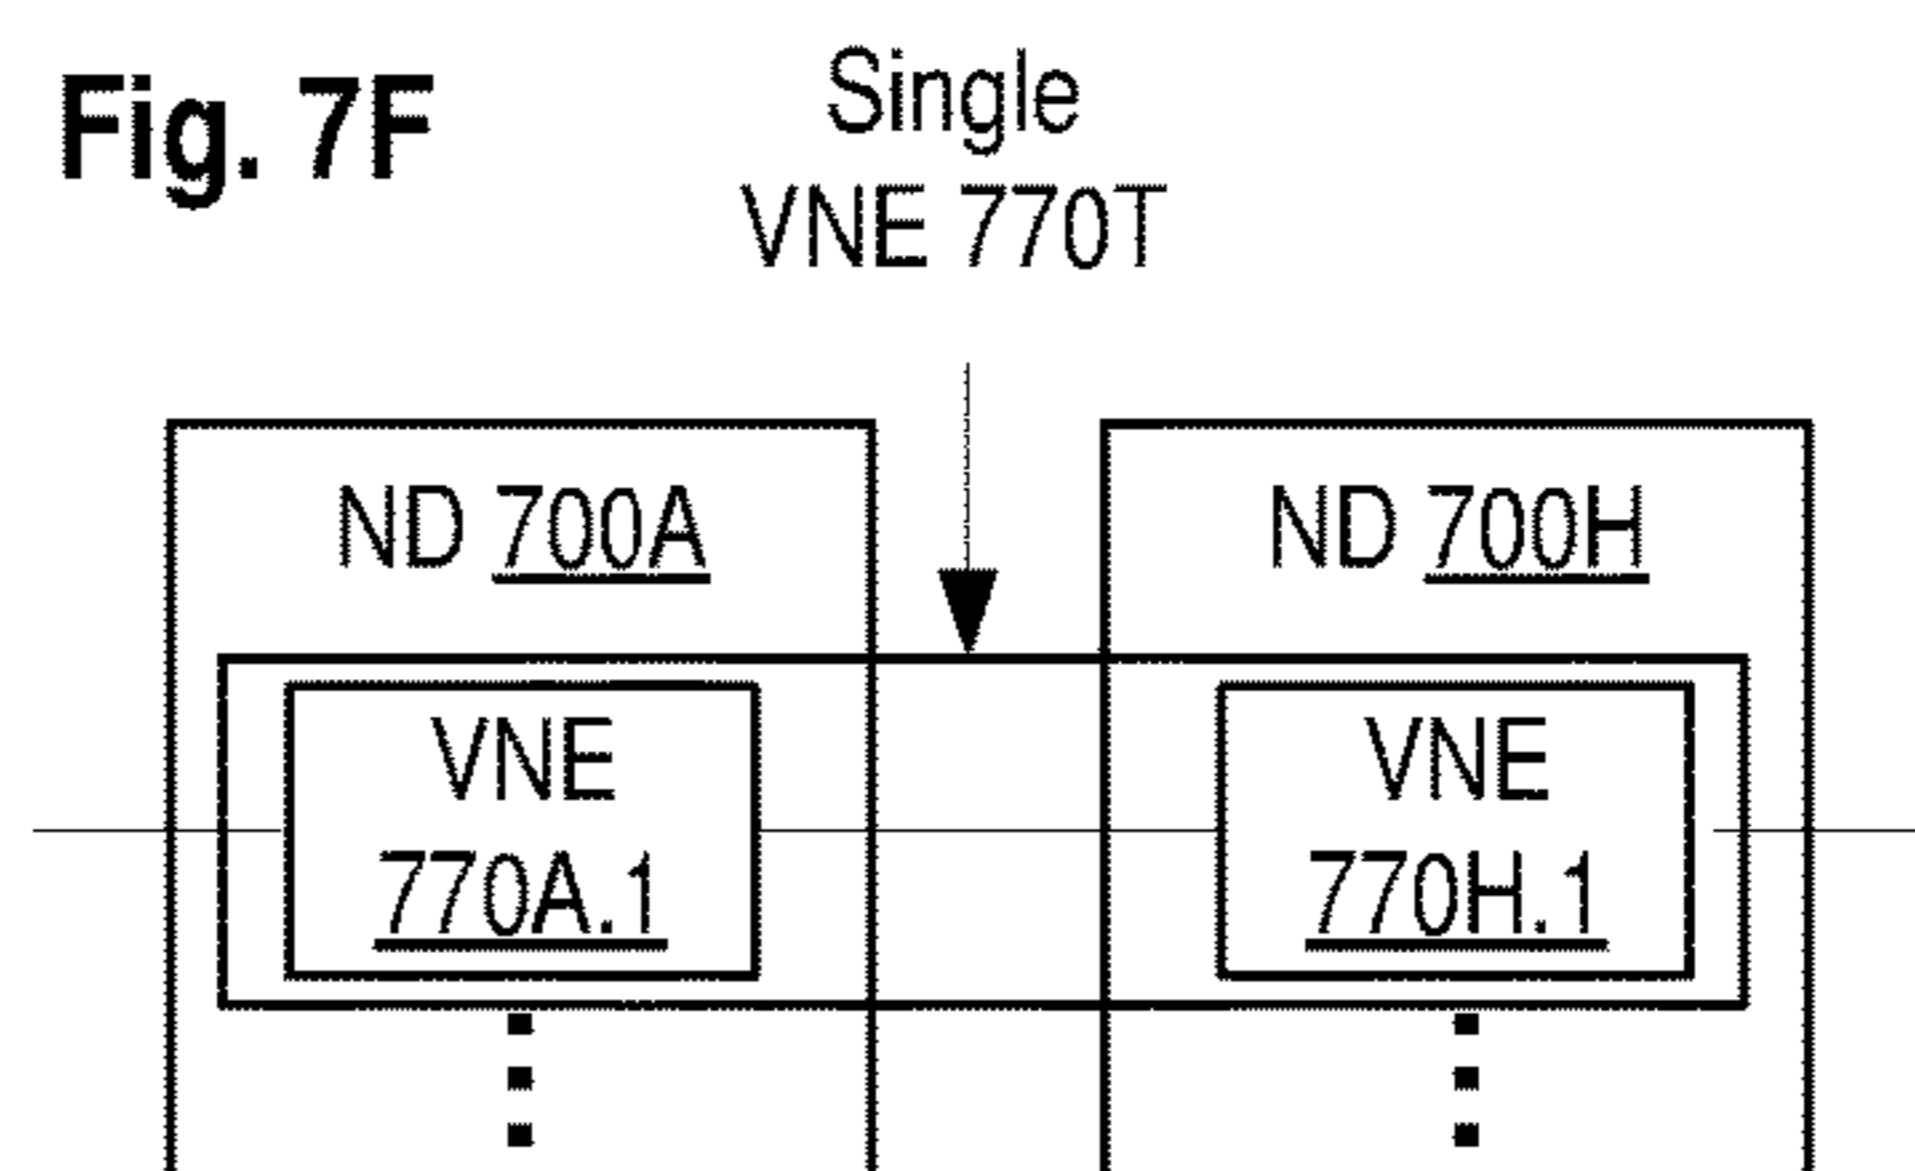 Fig. 7F
Single
VNE 770T
ND 700A
ND 700H
VNE
770A.1
VNE
770H.1